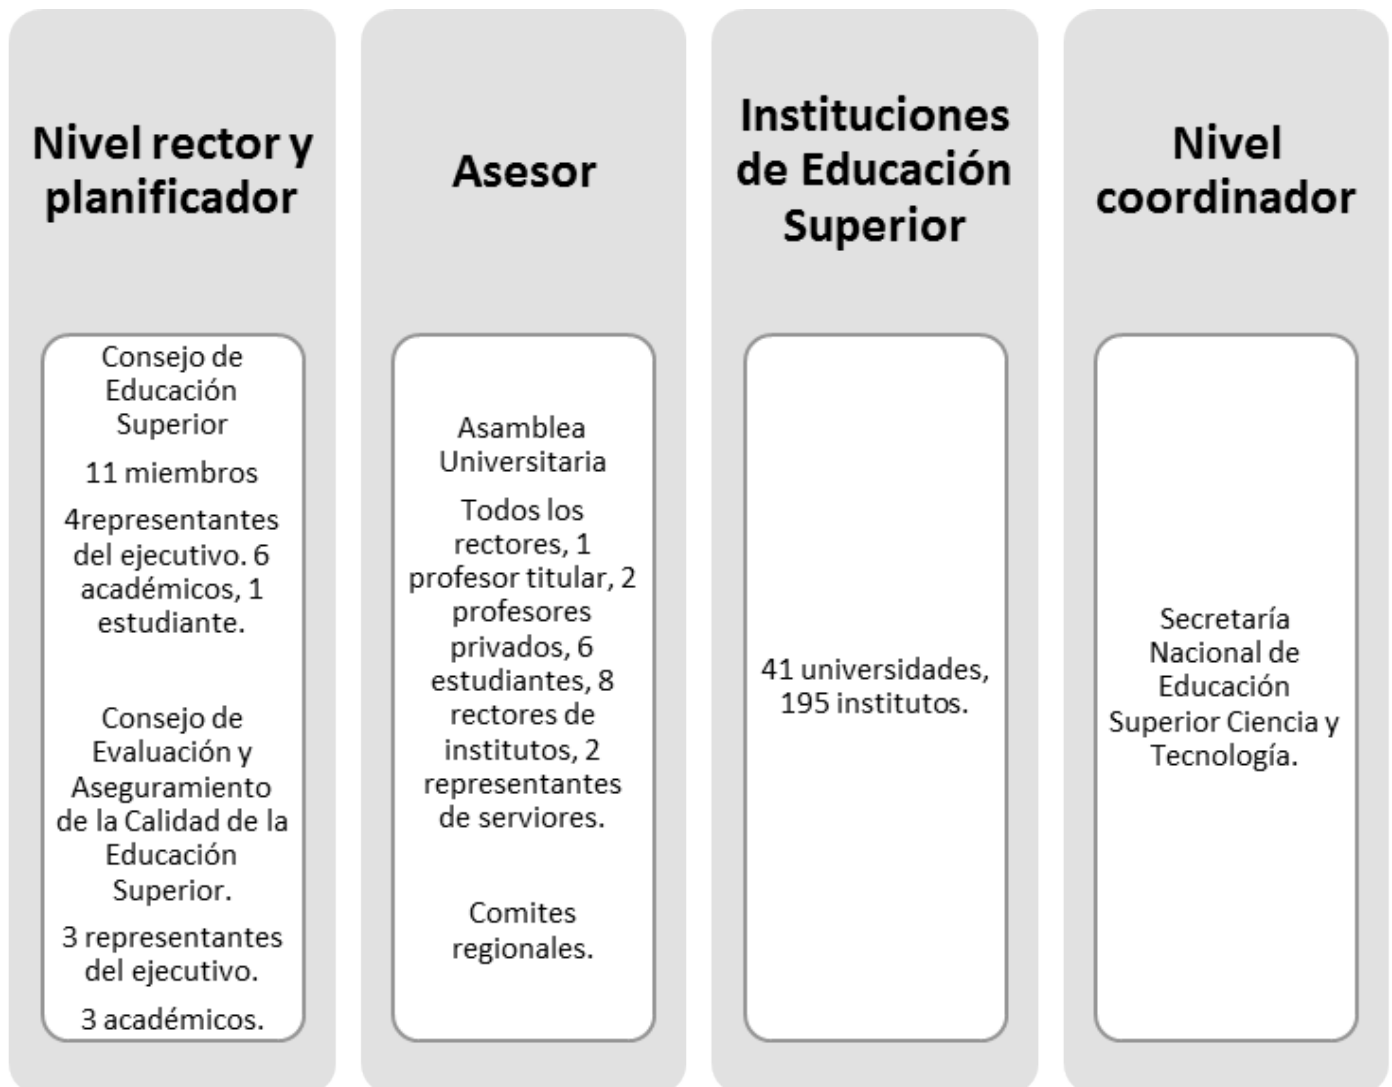 Nivel rector y
planificador
Consejo de
Educación
Superior
11 miembros
4representantes
del ejecutivo. 6
académicos, 1
estudiante.
Consejo de
Evaluación y
Aseguramiento
de la Calidad de la
Educación
Superior.
3 representantes
del ejecutivo.
3 académicos.
Asesor
Asamblea
Universitaria
Todos los
rectores, 1
profesor titular, 2
profesores
privados, 6
estudiantes, 8
rectores de
institutos, 2
representantes
de serviores.
Comites
regionales.
Instituciones
de Educación
Superior
41 universidades,
195 institutos.
Nivel
coordinador
Secretaría
Nacional de
Educación
Superior Ciencia y
Tecnología.